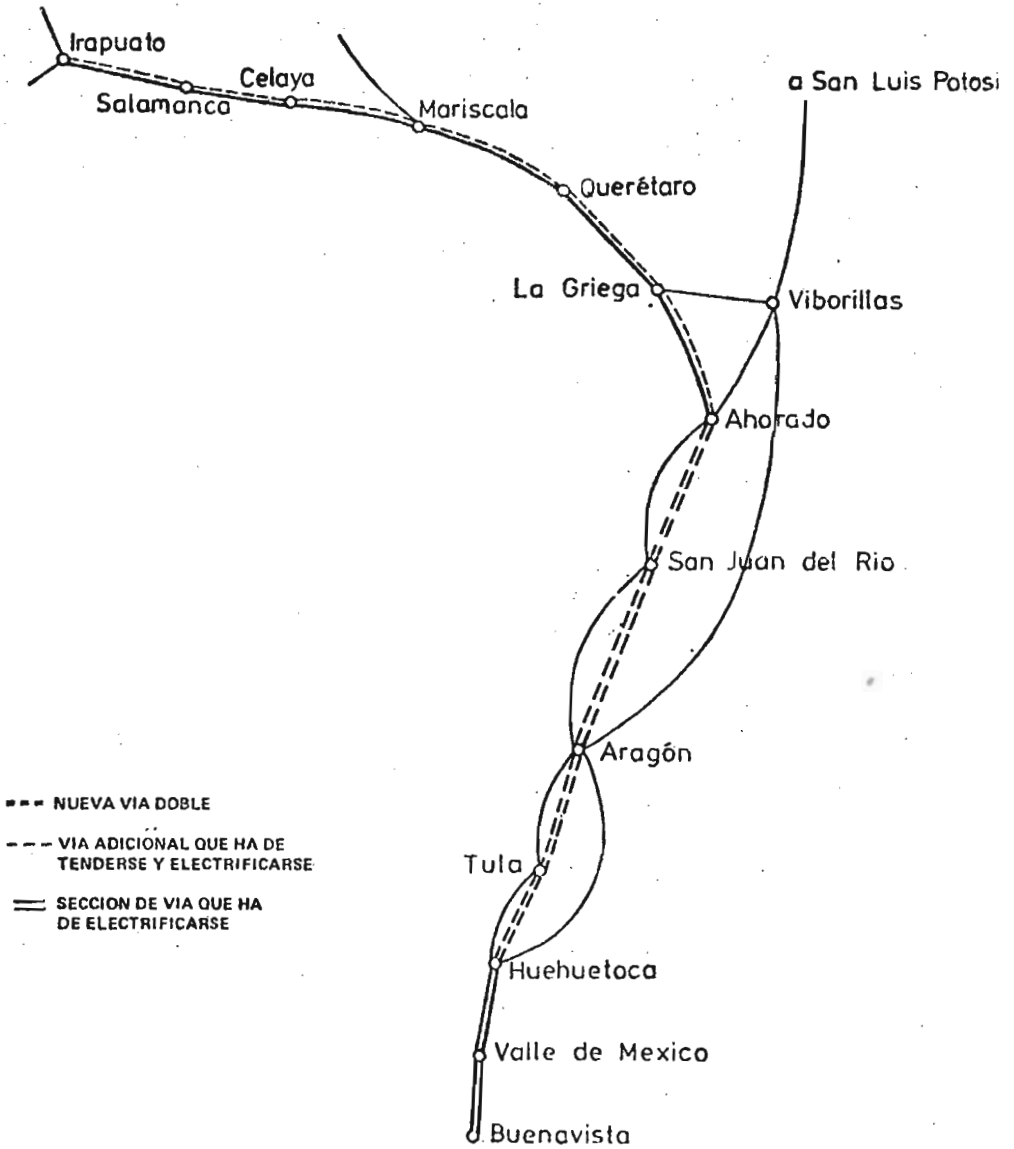 Irapuato
Salamanca
Celaya
Mariscala
a San Luis Potosi
Querétaro
La Griega
Viborillas
Ahorado
San Juan del Rio
Aragón
Tula
Huehuetoca
Valle de Mexico
Buenavista
NUEVA VIA DOBLE
VIA ADICIONAL QUE HA DE
TENDERSE Y ELECTRIFICARSE
SECCION DE VIA QUE HA
DE ELECTRIFICARSE